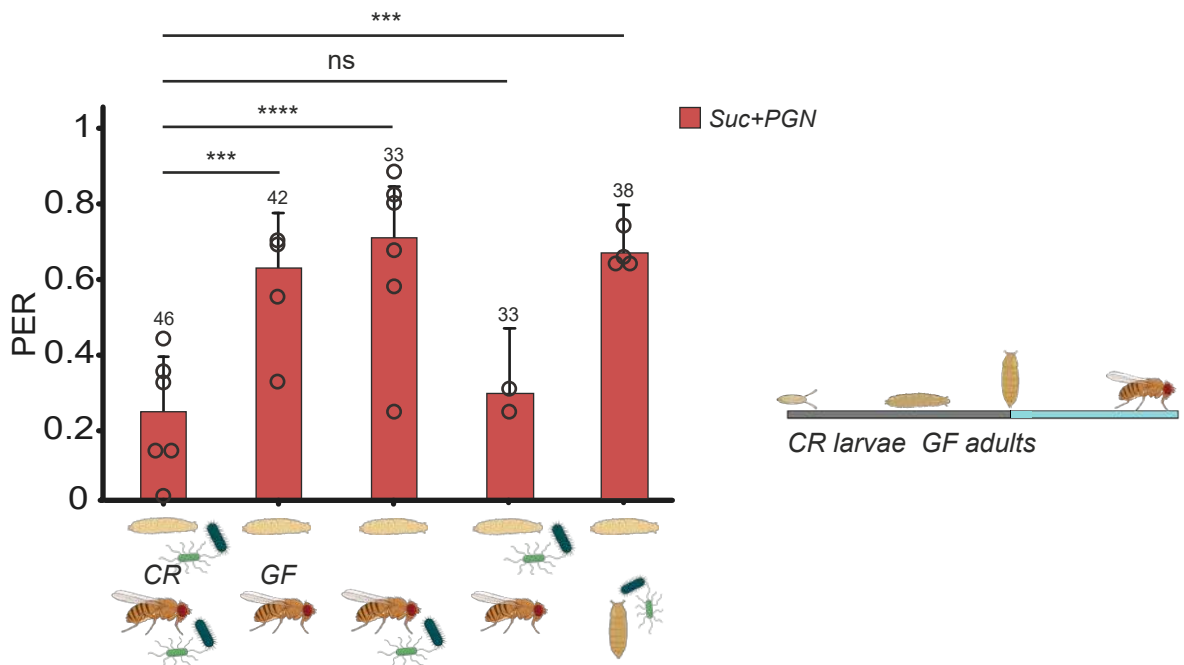 ***
ns
****
***
Suc+PGN
PER
1
0.8
0.6
0.4
0.2
0
46
42
33
33
38
CR
GF
CR larvae GF adults